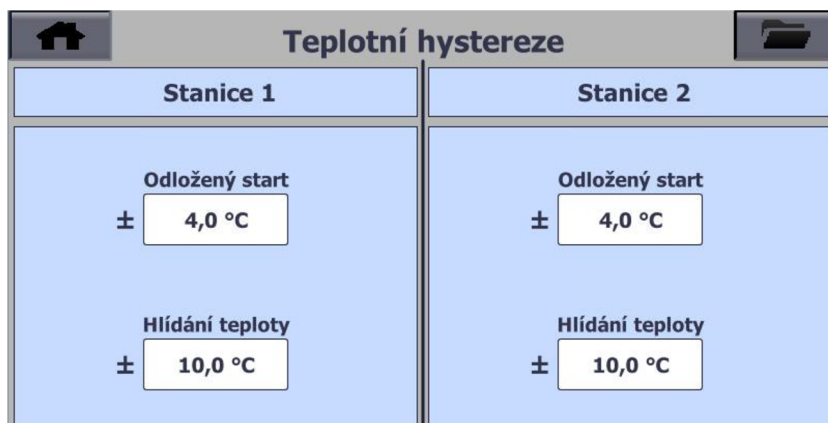 Teplotní hystereze
Stanice 1
Odložený start
± 4,0 °C
Hlídání teploty
± 10,0 °C
Stanice 2
Odložený start
± 4,0 °C
Hlídání teploty
± 10,0 °C